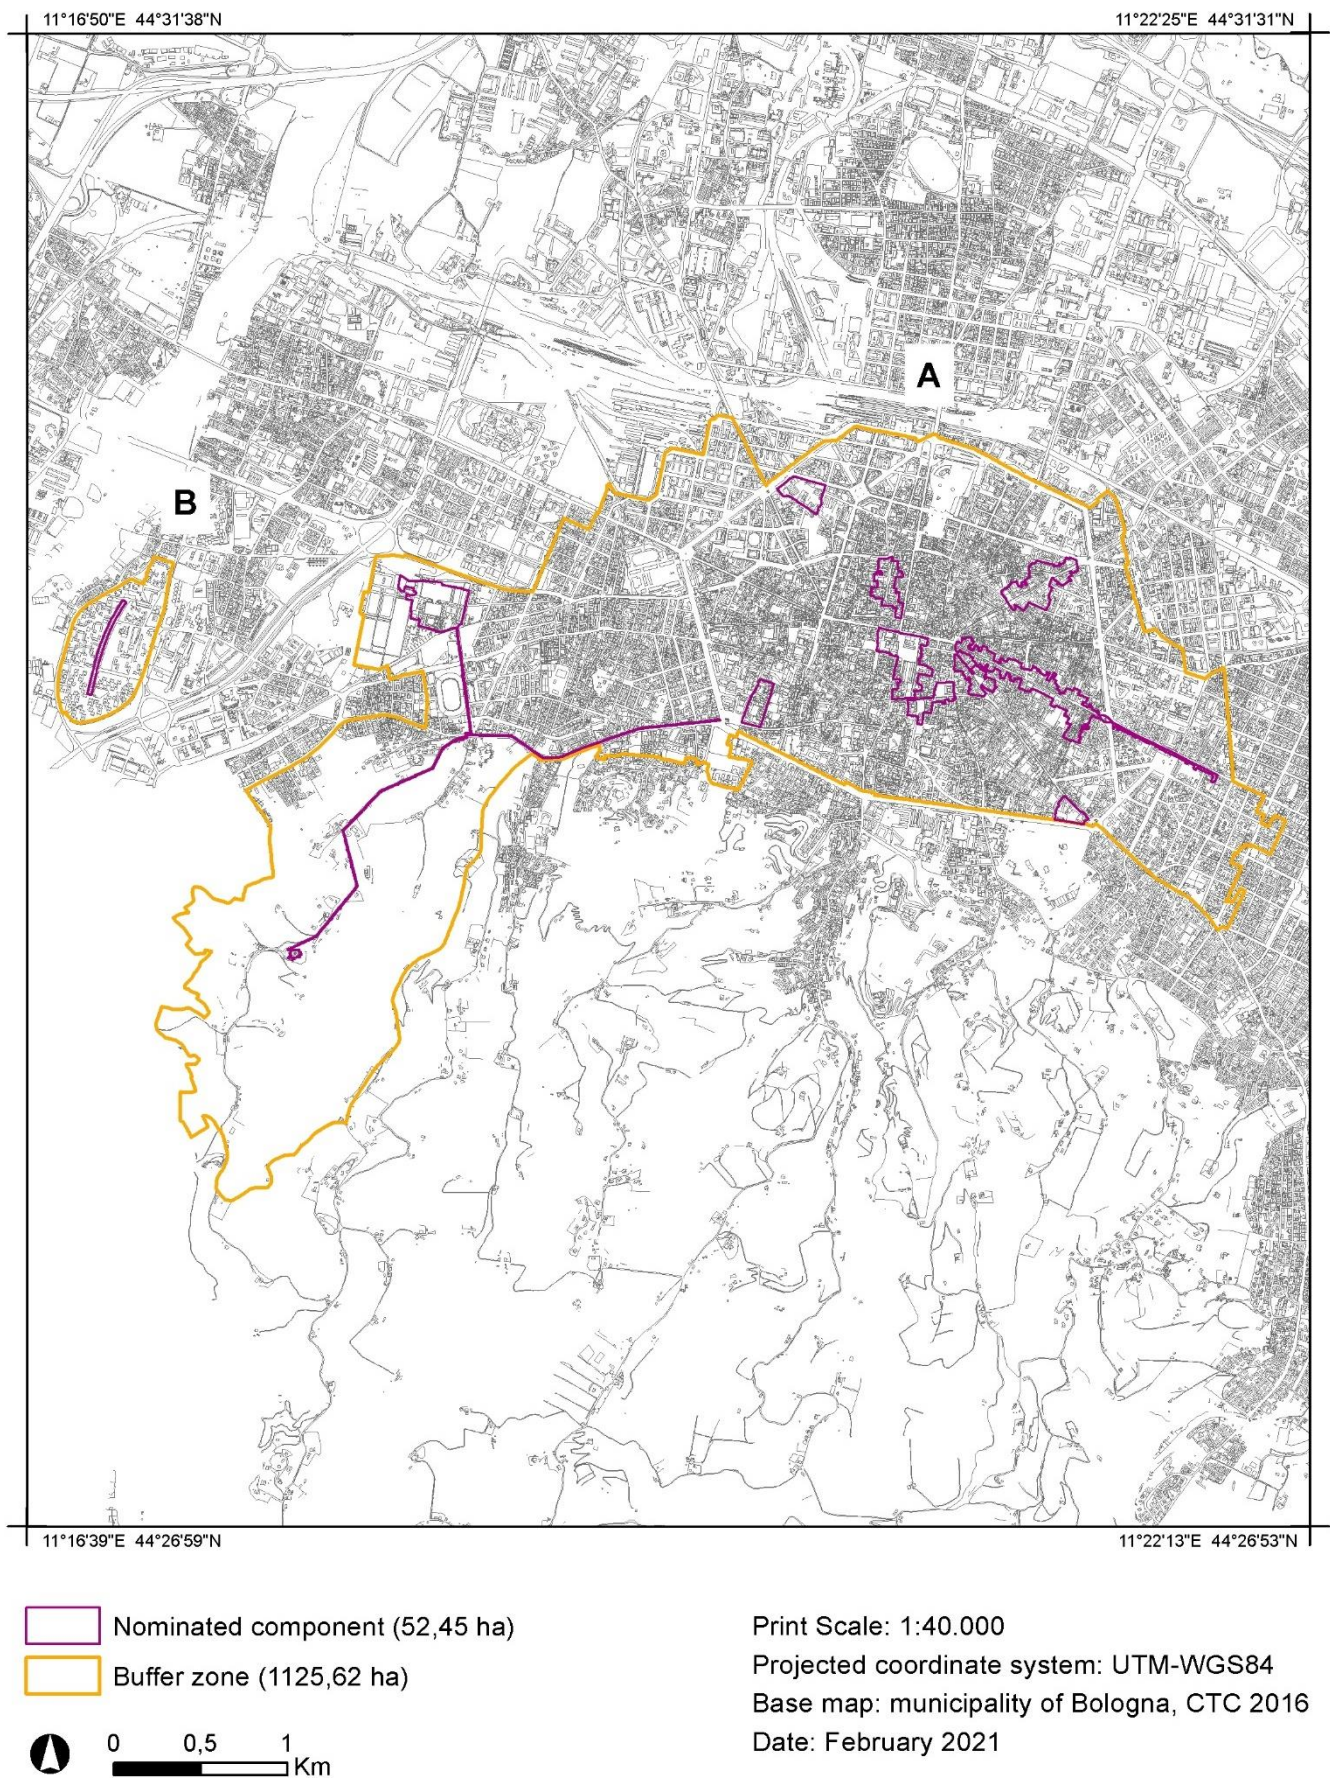 11°16'50"E 44°31'38"N
11°22'25"E 44°31'31"N
A
B
11°16'39"E 44°26'59"N
11°22'13"E 44°26'53"N
Nominated component (52,45 ha)
Buffer zone (1125,62 ha)
0 0,5 1
Km
Print Scale: 1:40.000
Projected coordinate system: UTM-WGS84
Base map: municipality of Bologna, CTC 2016
Date: February 2021